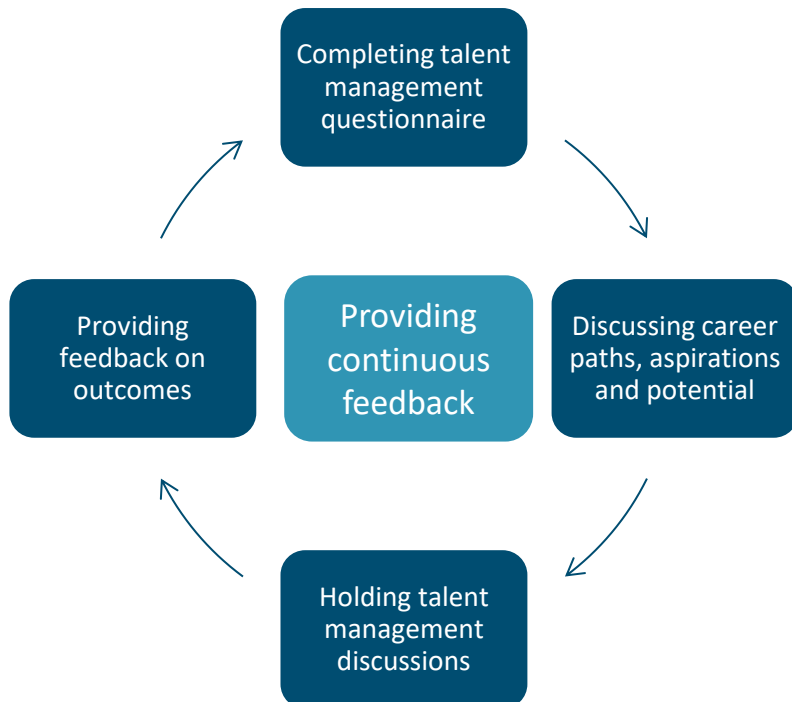 Completing talent
management
questionnaire
Providing
feedback on
outcomes
Providing
continuous
feedback
Discussing career
paths, aspirations
and potential
Holding talent
management
discussions